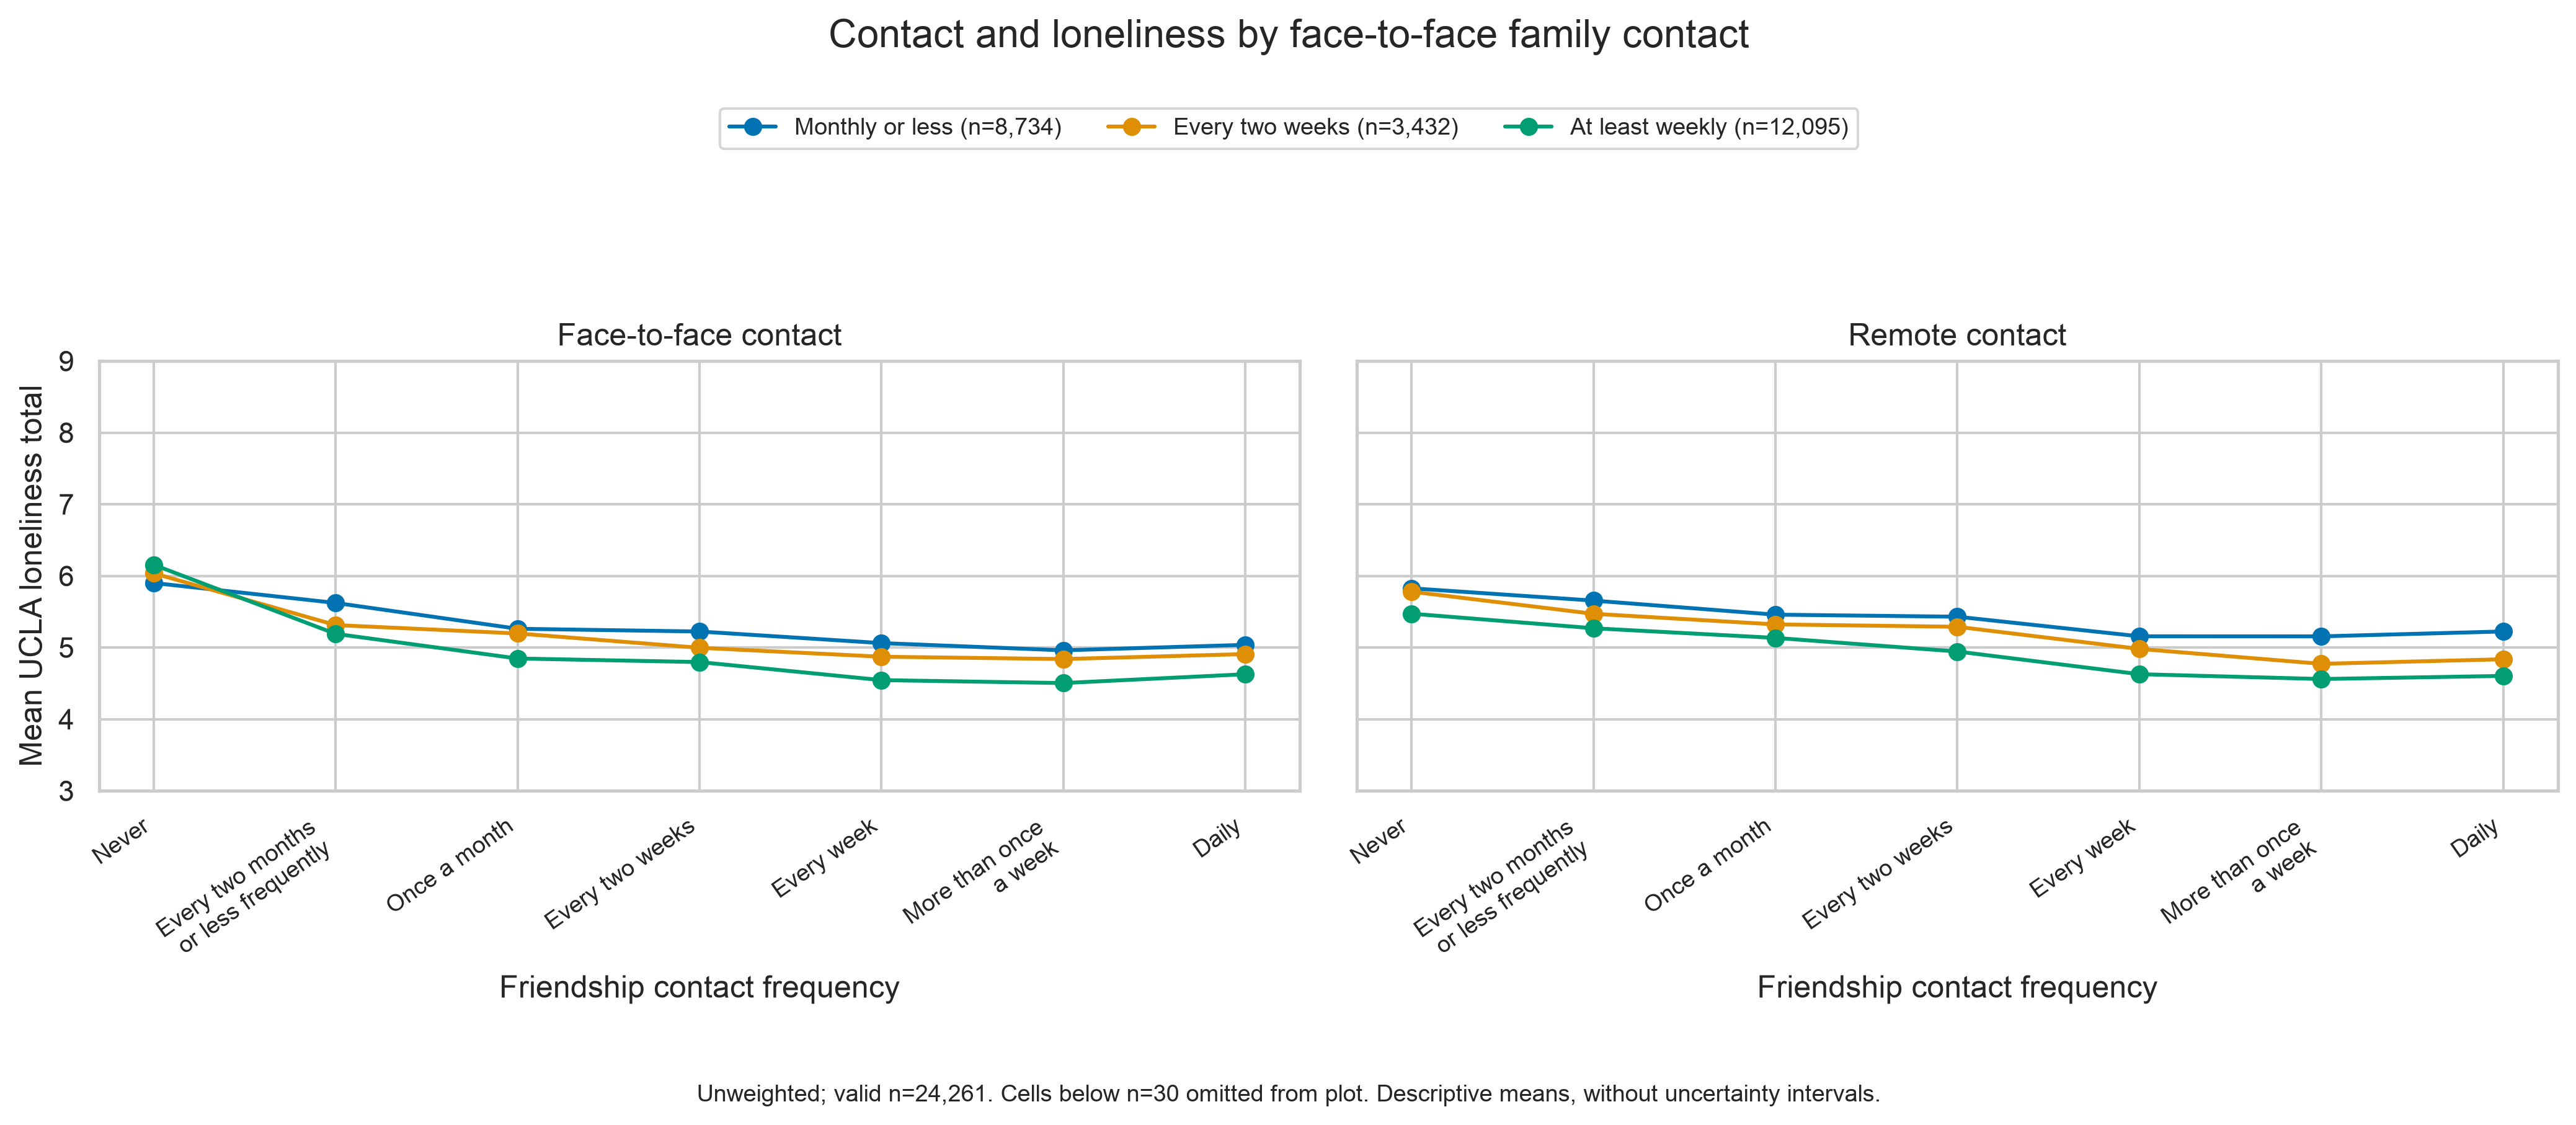 Contact and loneliness by face-to-face family contact
Monthly or less (n=8,734)
Every two weeks (n=3,432)
At least weekly (n=12,095)
Face-to-face contact
Mean UCLA loneliness total
9
8
7
6
5
4
3
Never
Every two months
or less frequently
Once a month
Every two weeks
Every week
More than once
a week
Daily
Friendship contact frequency
Remote contact
Never
Every two months
or less frequently
Once a month
Every two weeks
Every week
More than once
a week
Daily
Friendship contact frequency
Unweighted; valid n=24,261. Cells below n=30 omitted from plot. Descriptive means, without uncertainty intervals.